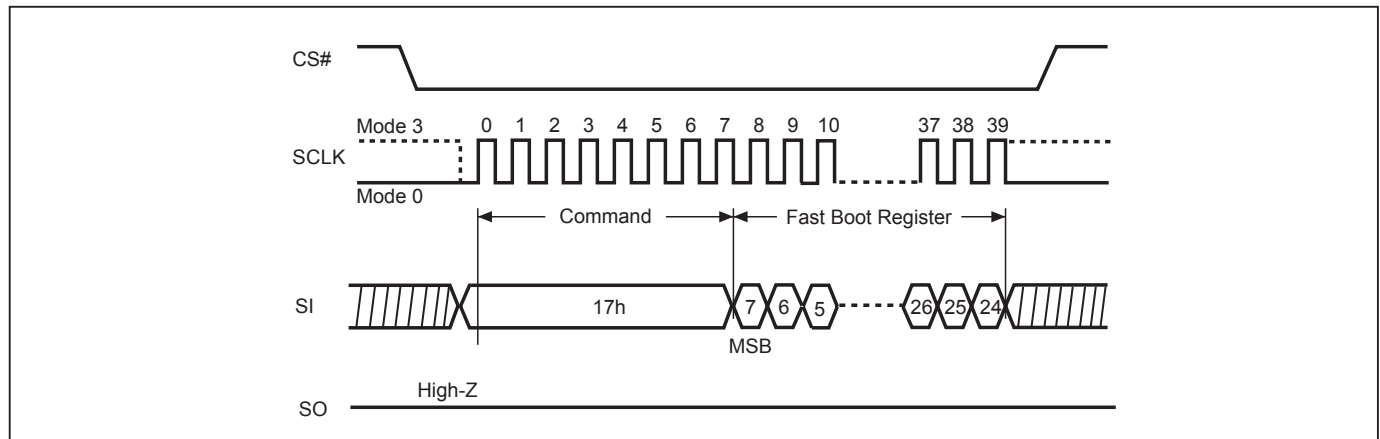 CS#
Mode 3
0 1 2 3 4 5 6 7 8 9 10 37 38 39
SCLK
Mode 0
Command Fast Boot Register
SI 17h 7 6 5 26 25 24
MSB
High-Z
SO